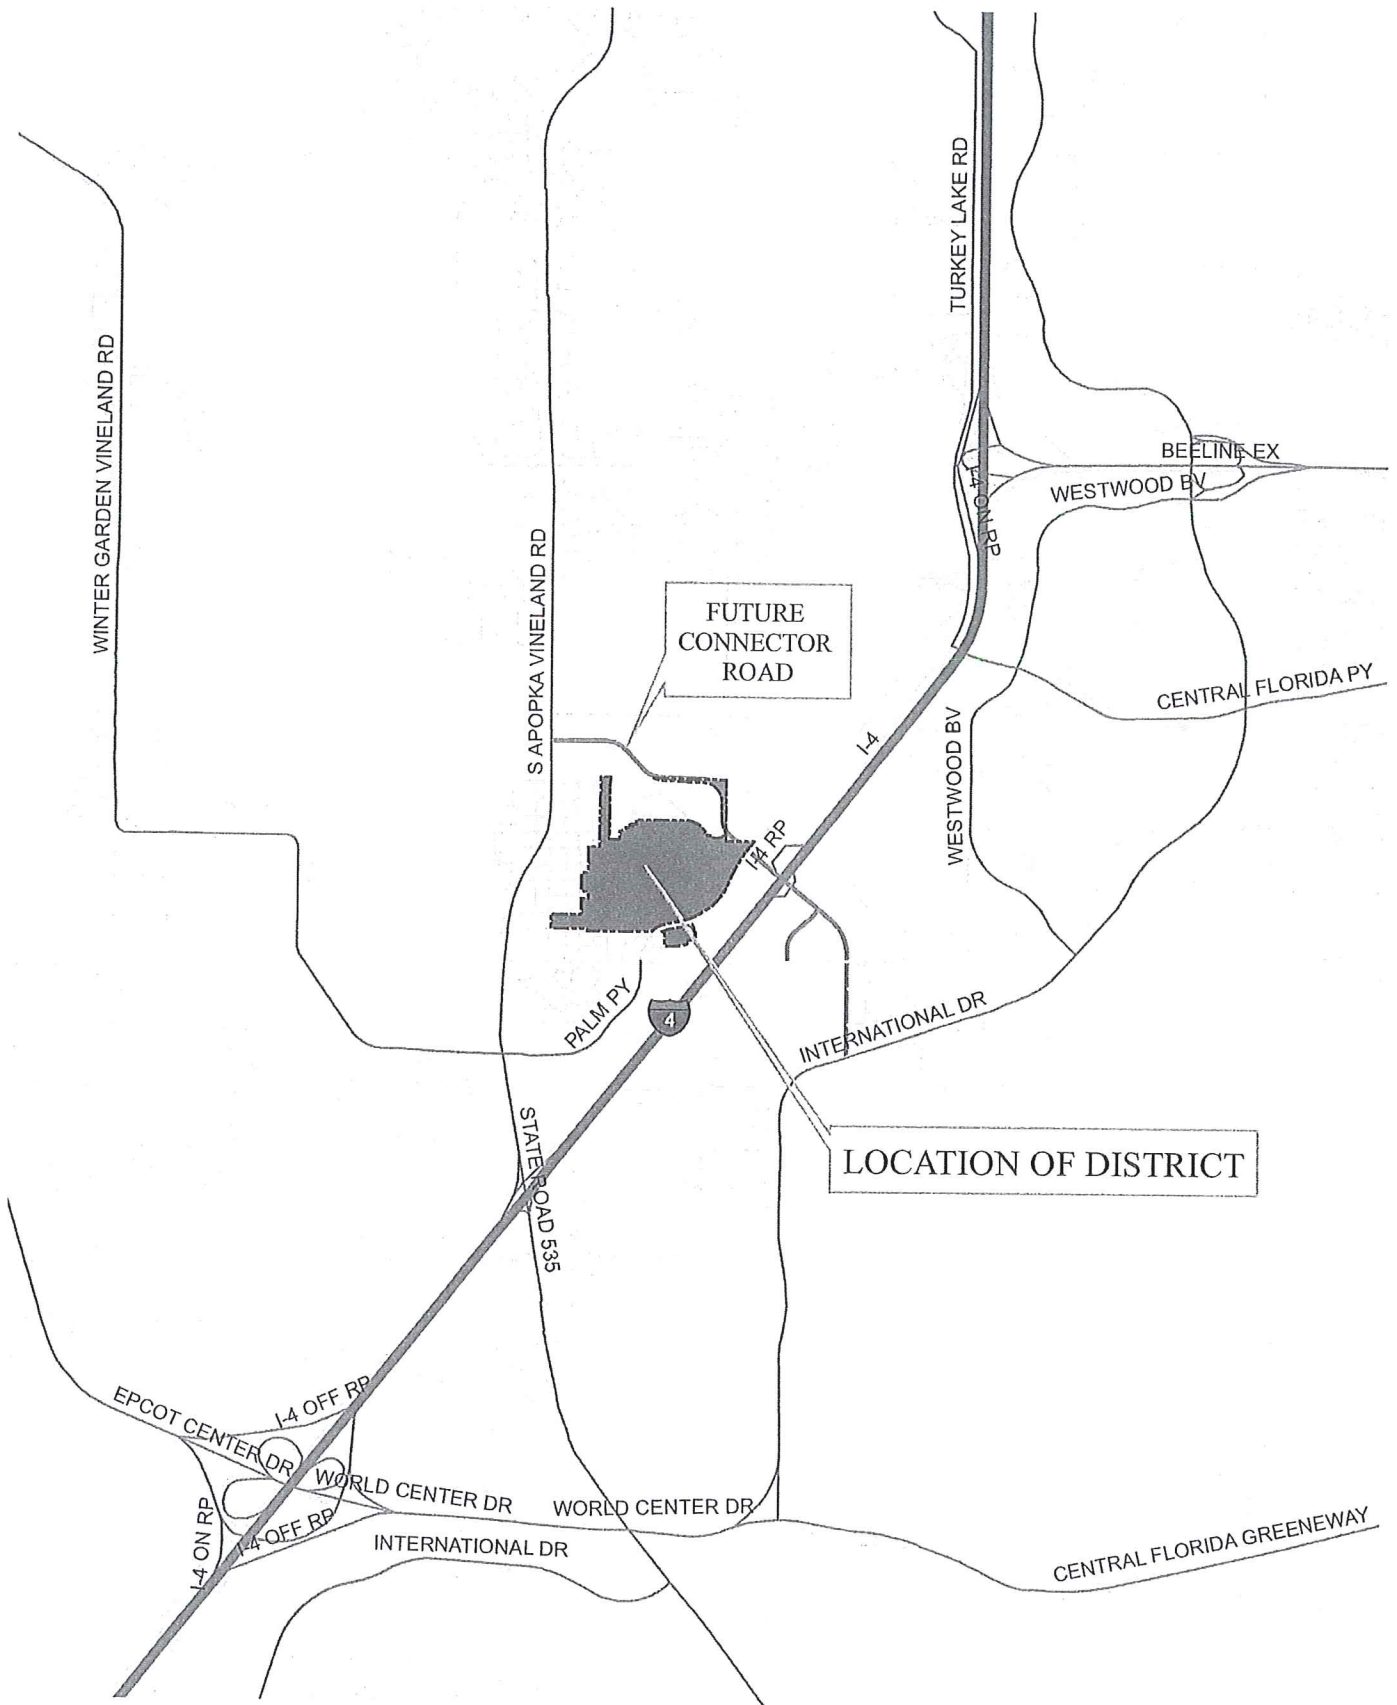 TURKEY LAKE RD
WINTER GARDEN VINELAND RD
BEELINE EX
WESTWOOD BV
I-4 ON RP
S APOPKA VINELAND RD
FUTURE
CONNECTOR
ROAD
CENTRAL FLORIDA PY
WESTWOOD BV
I-4
I-4 RP
PALM PY
4
INTERNATIONAL DR
STATE ROAD 535
LOCATION OF DISTRICT
I-4 OFF RP
EPCOT CENTER DR
WORLD CENTER DR
WORLD CENTER DR
I-4 ON RP
I-4 OFF RP
INTERNATIONAL DR
CENTRAL FLORIDA GREENEWAY